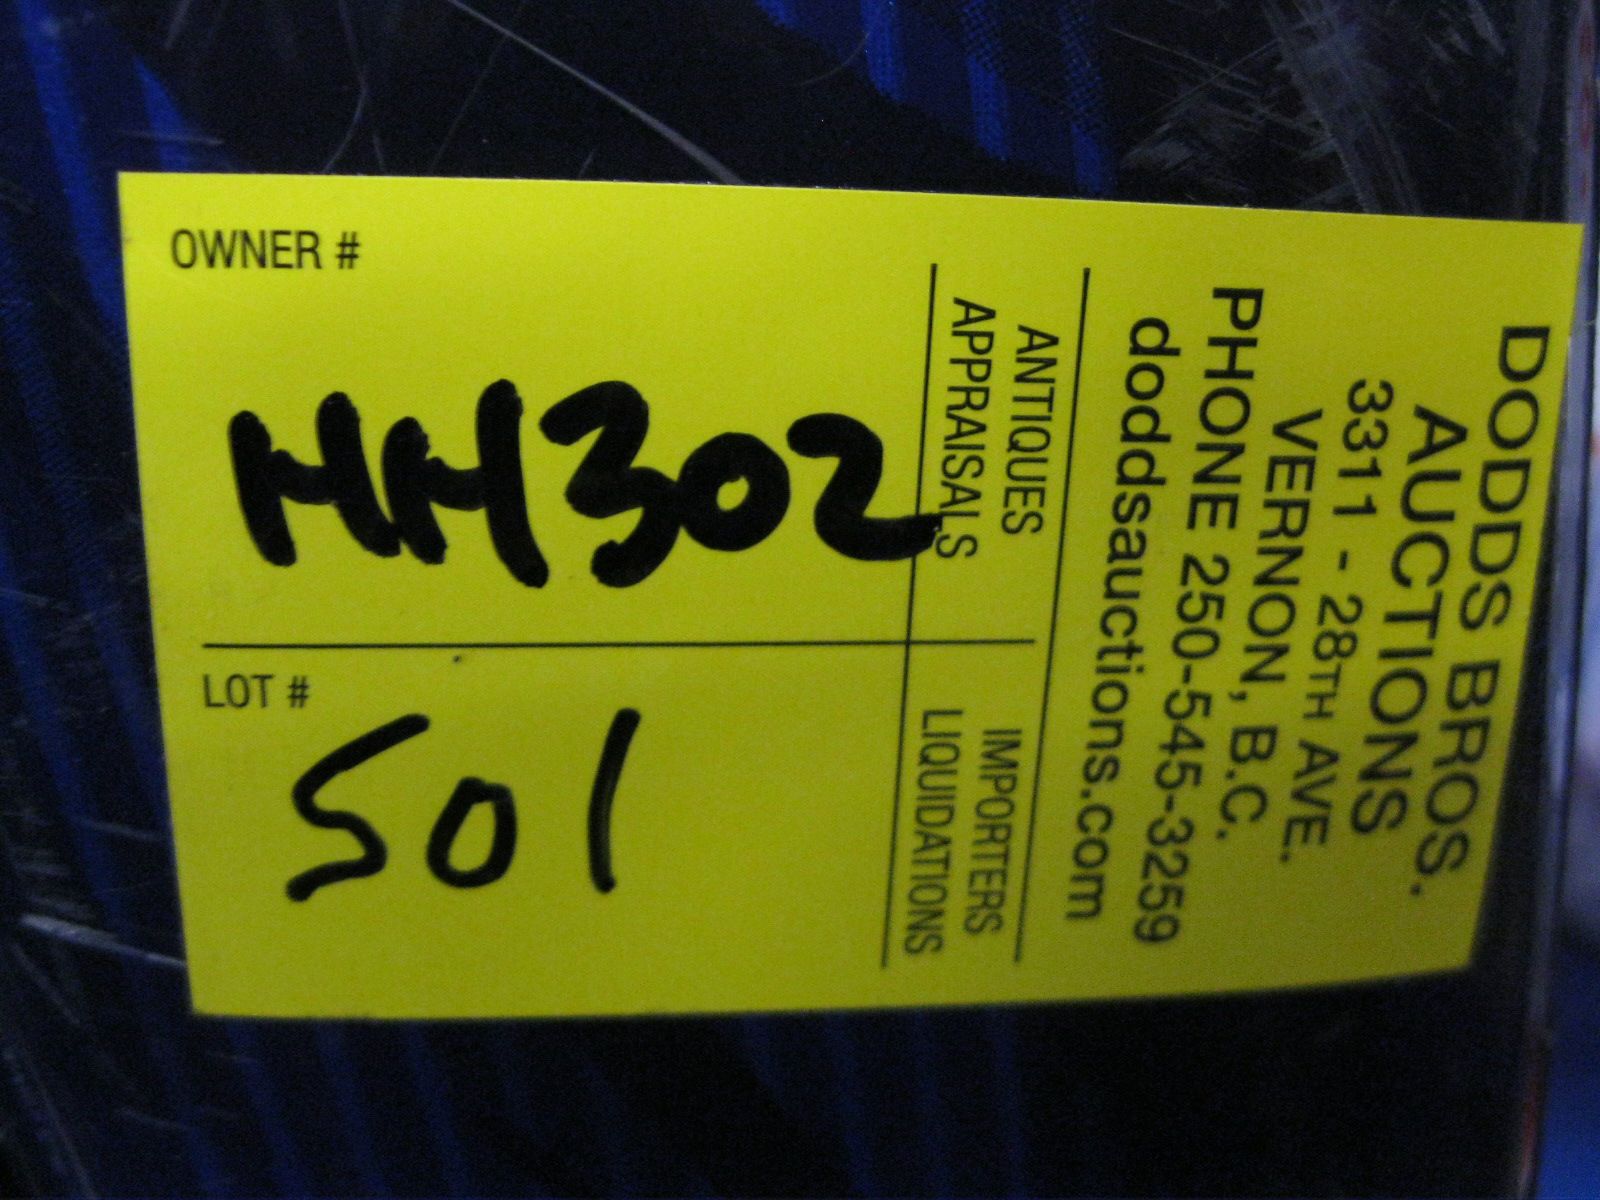 OWNER #
HH302
LOT #
501
DODDS BROS.
AUCTIONS
3311 - 28TH AVE.
VERNON, B.C.
PHONE 250-545-3259
doddsauctions.com
ANTIQUES
APPRAISALS
IMPORTERS
LIQUIDATIONS